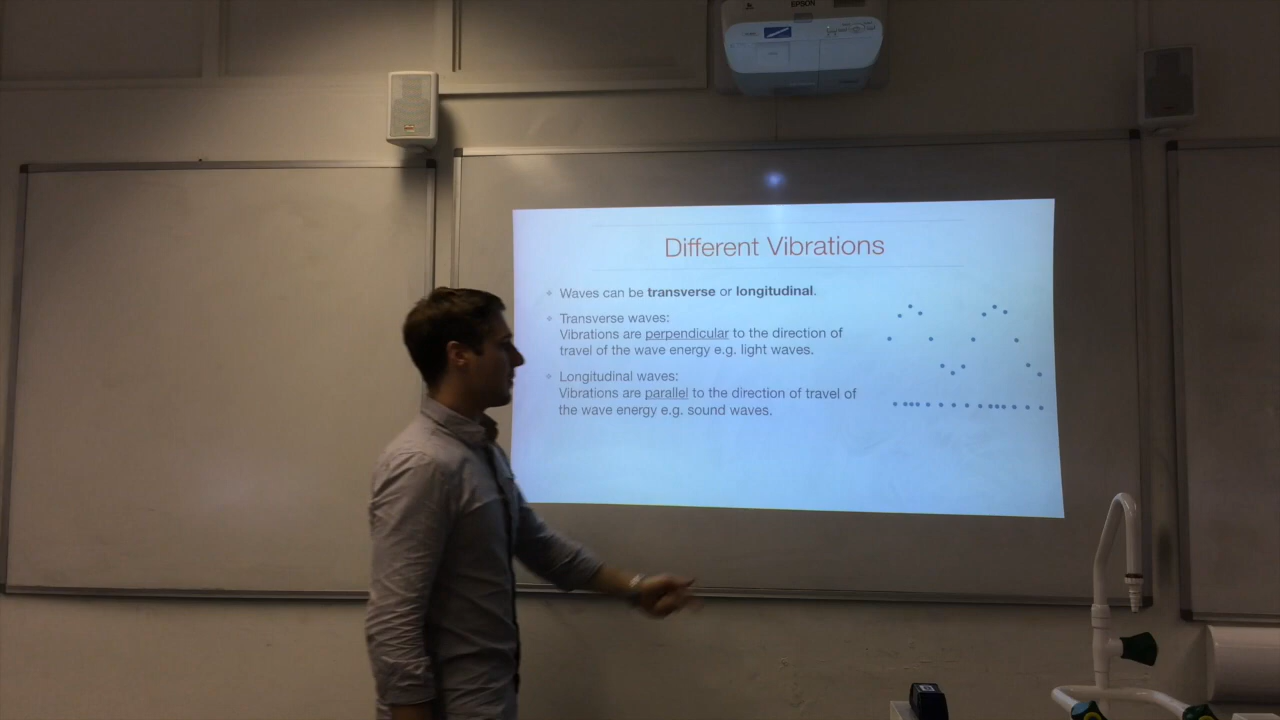 EPSON
Different Vibrations
Waves can be transverse or longitudinal.
Transverse waves:
Vibrations are perpendicular to the direction of
travel of the wave energy e.g. light waves.
Longitudinal waves:
Vibrations are parallel to the direction of travel of
the wave energy e.g. sound waves.